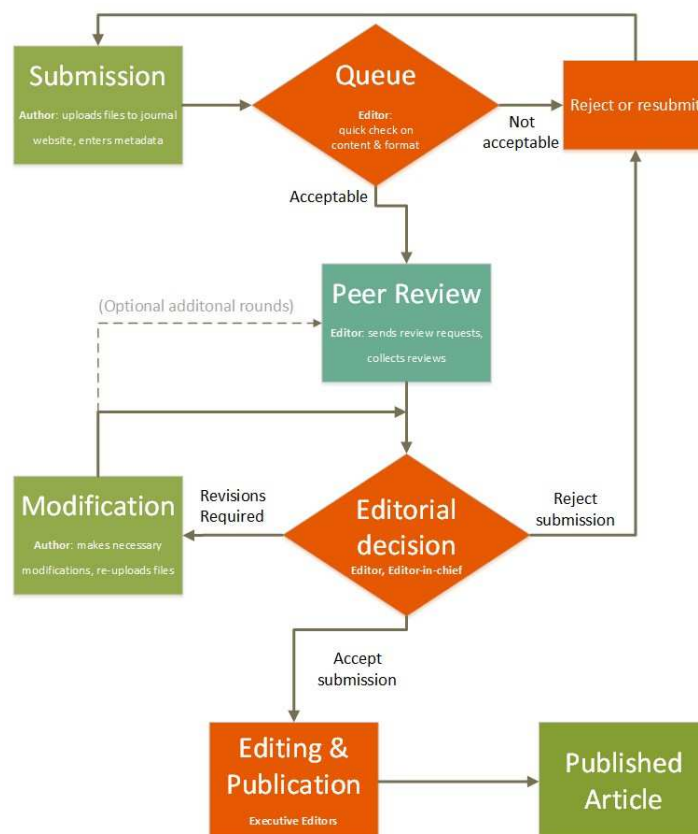 Submission
Author: uploads files to journal
website, enters metadata
Queue
Editor:
quick check on
content & format
Not
acceptable
Reject or resubmit
Acceptable
(Optional additonal rounds)
Peer Review
Editor: sends review requests,
collects reviews
Modification
Author: makes necessary
modifications, re-uploads files
Revisions
Required
Editorial
decision
Editor, Editor-in-chief
Reject
submission
Accept
submission
Editing &
Publication
Executive Editors
Published
Article